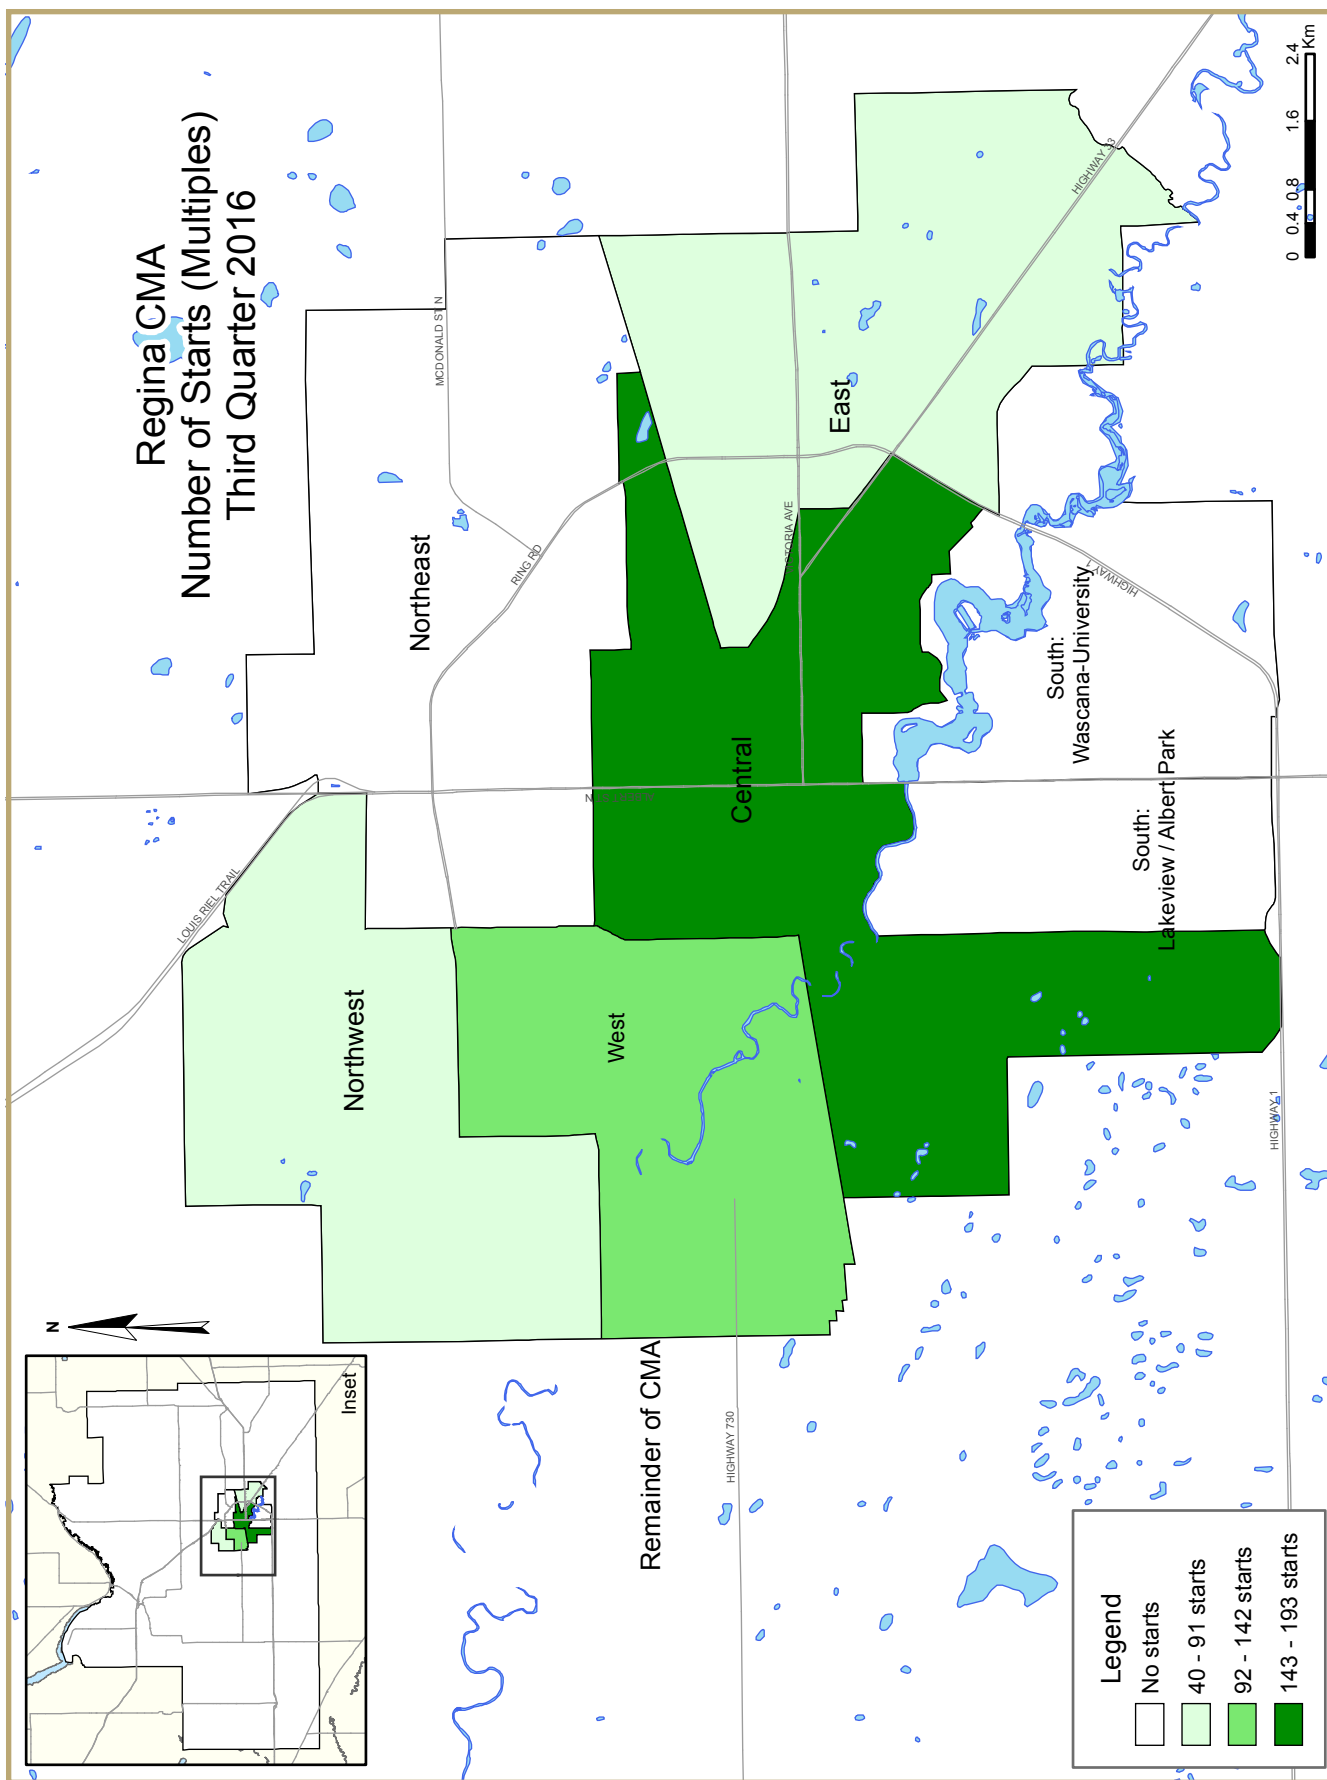 Regina CMA
Number of Starts (Multiples)
Third Quarter 2016
Inset
N
LOUIS RIEL TRAIL
MCDONALD ST N
Northeast
RING RD
Northwest
West
Central
East
HIGHWAY 33
HIGHWAY 1
South:
Wascana-University
South:
Lakeview / Albert Park
Remainder of CMA
HIGHWAY 730
HIGHWAY 1
Legend
No starts
40 - 91 starts
92 - 142 starts
143 - 193 starts
0 0.4 0.8 1.6 2.4
Km